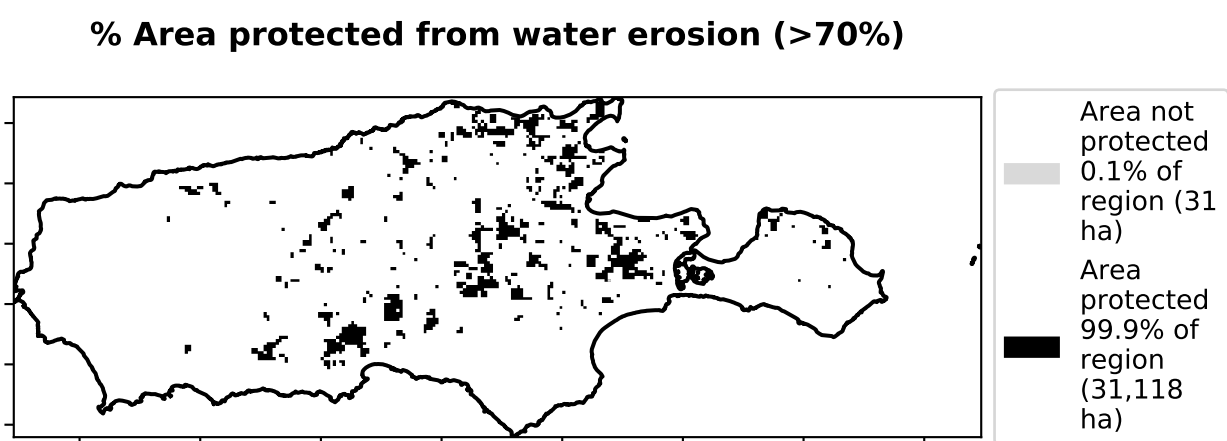 % Area protected from water erosion (>70%)
Area not
protected
0.1% of
region (31
ha)
Area
protected
99.9% of
region
(31,118
ha)